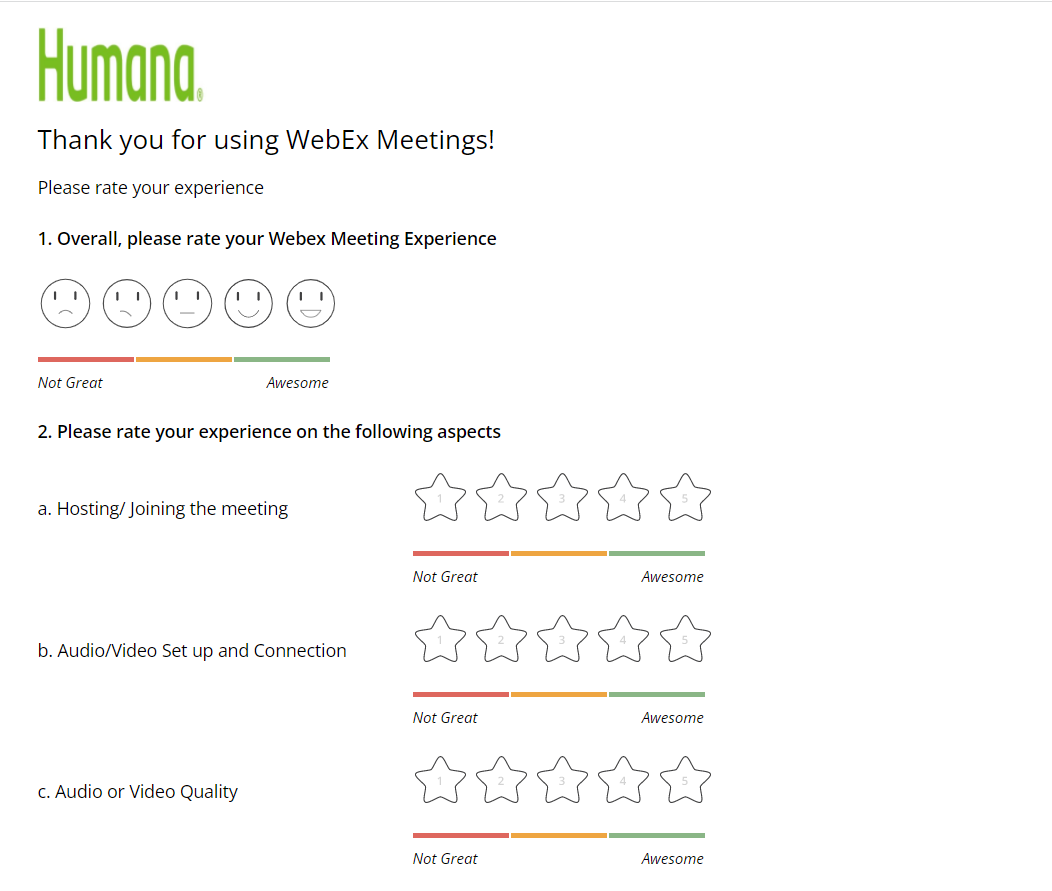 Humana®
Thank you for using WebEx Meetings!
Please rate your experience
1. Overall, please rate your Webex Meeting Experience
Not Great Awesome
2. Please rate your experience on the following aspects
a. Hosting/ Joining the meeting
1 2 3 4 5
Not Great Awesome
b. Audio/Video Set up and Connection
1 2 3 4 5
Not Great Awesome
c. Audio or Video Quality
1 2 3 4 5
Not Great Awesome